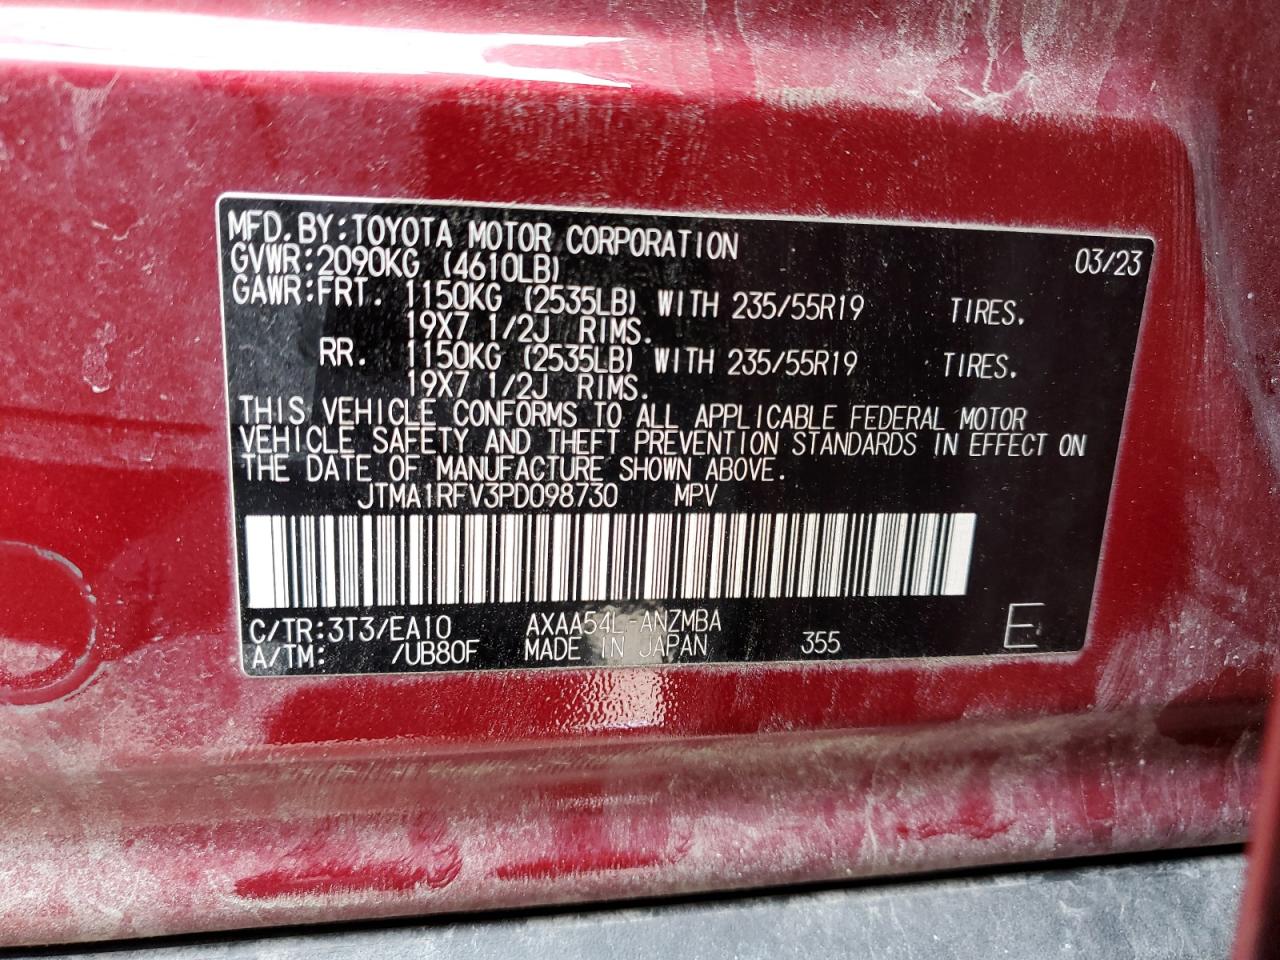 MFD. BY: TOYOTA MOTOR CORPORATION 03/23
GVWR: 2090KG (4610LB)
GAWR: FRT. 1150KG (2535LB) WITH 235/55R19 TIRES.
19X7 1/2J RIMS.
RR. 1150KG (2535LB) WITH 235/55R19 TIRES.
19X7 1/2J RIMS.
THIS VEHICLE CONFORMS TO ALL APPLICABLE FEDERAL MOTOR
VEHICLE SAFETY AND THEFT PREVENTION STANDARDS IN EFFECT ON
THE DATE OF MANUFACTURE SHOWN ABOVE.
JTMA1RFV3PD098730 MPV
C/TR: 3T3/EA10 AXAA54L-ANZMBA
A/TM: /UB80F MADE IN JAPAN 355 E